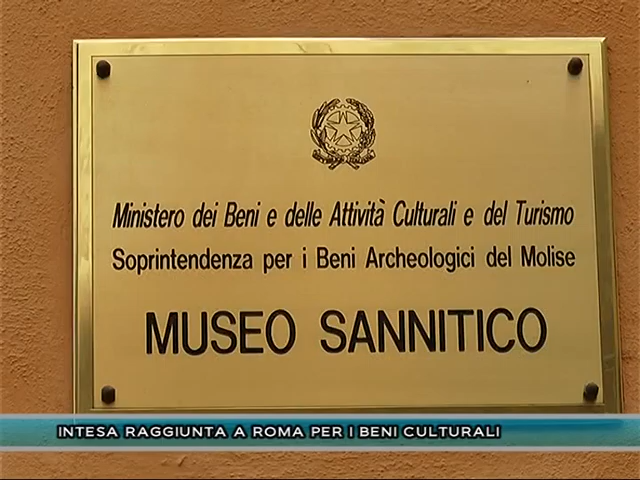 Ministero dei Beni e delle Attività Culturali e del Turismo
Soprintendenza per i Beni Archeologici del Molise
MUSEO SANNITICO
INTESA RAGGIUNTA A ROMA PER I BENI CULTURALI